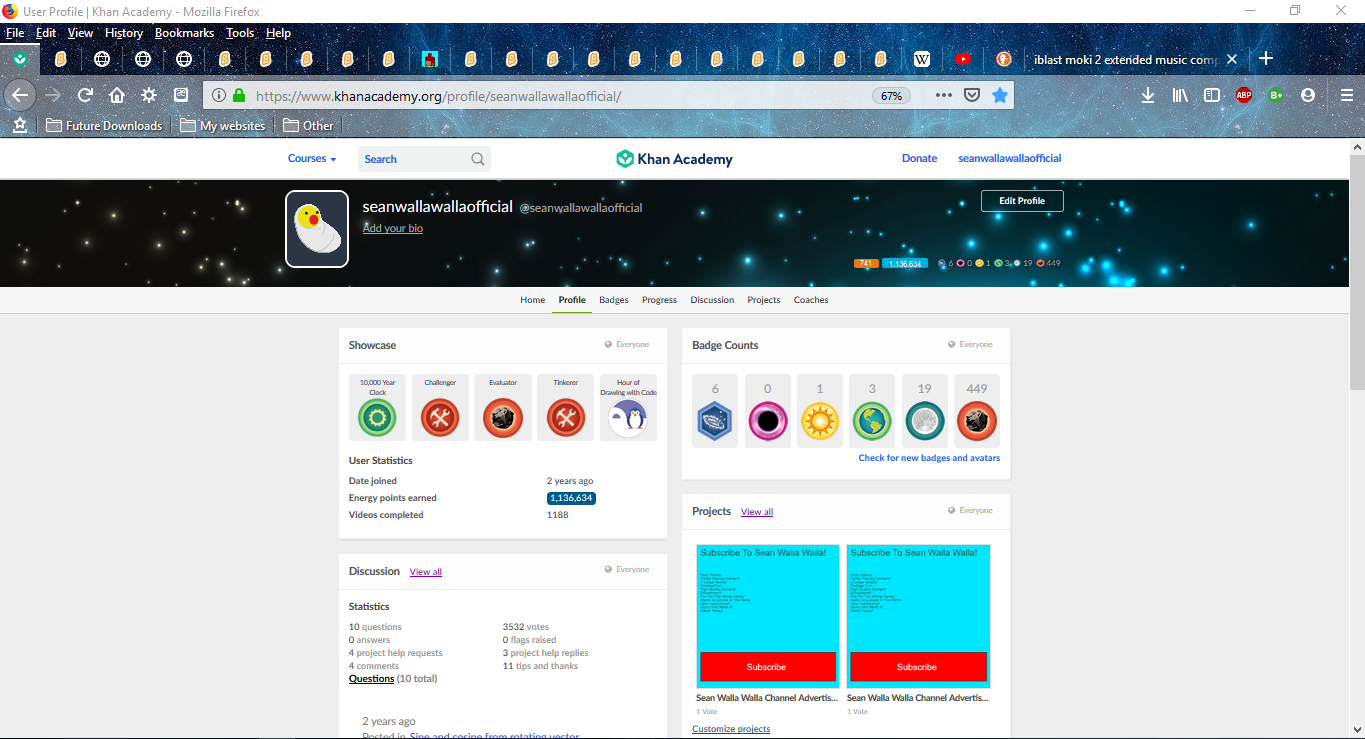 User Profile | Khan Academy - Mozilla Firefox
File Edit View History Bookmarks Tools Help
iblast moki 2 extended music comp
https://www.khanacademy.org/profile/seanwallawallaofficial/
67%
ABP
B+
Future Downloads
My websites
Other
Courses
Search
Khan Academy
Donate
seanwallawallaofficial
seanwallawallaofficial @seanwallawallaofficial
Edit Profile
Add your bio
741 1,136,634 6 0 1 3 19 449
Home Profile Badges Progress Discussion Projects Coaches
Showcase
Everyone
10,000 Year
Clock
Challenger
Evaluator
Tinkerer
Hour of
Drawing with Code
User Statistics
Date joined 2 years ago
Energy points earned 1,136,634
Videos completed 1188
Badge Counts
Everyone
6 0 1 3 19 449
Check for new badges and avatars
Discussion View all
Everyone
Statistics
10 questions 3532 votes
0 answers 0 flags raised
4 project help requests 3 project help replies
4 comments 11 tips and thanks
Questions (10 total)
2 years ago
Posted in Sine and cosine from rotating vector
Projects View all
Everyone
Subscribe To Sean Walla Walla!
Subscribe
Sean Walla Walla Channel Advertis...
1 Vote
Subscribe To Sean Walla Walla!
Subscribe
Sean Walla Walla Channel Advertis...
1 Vote
Customize projects